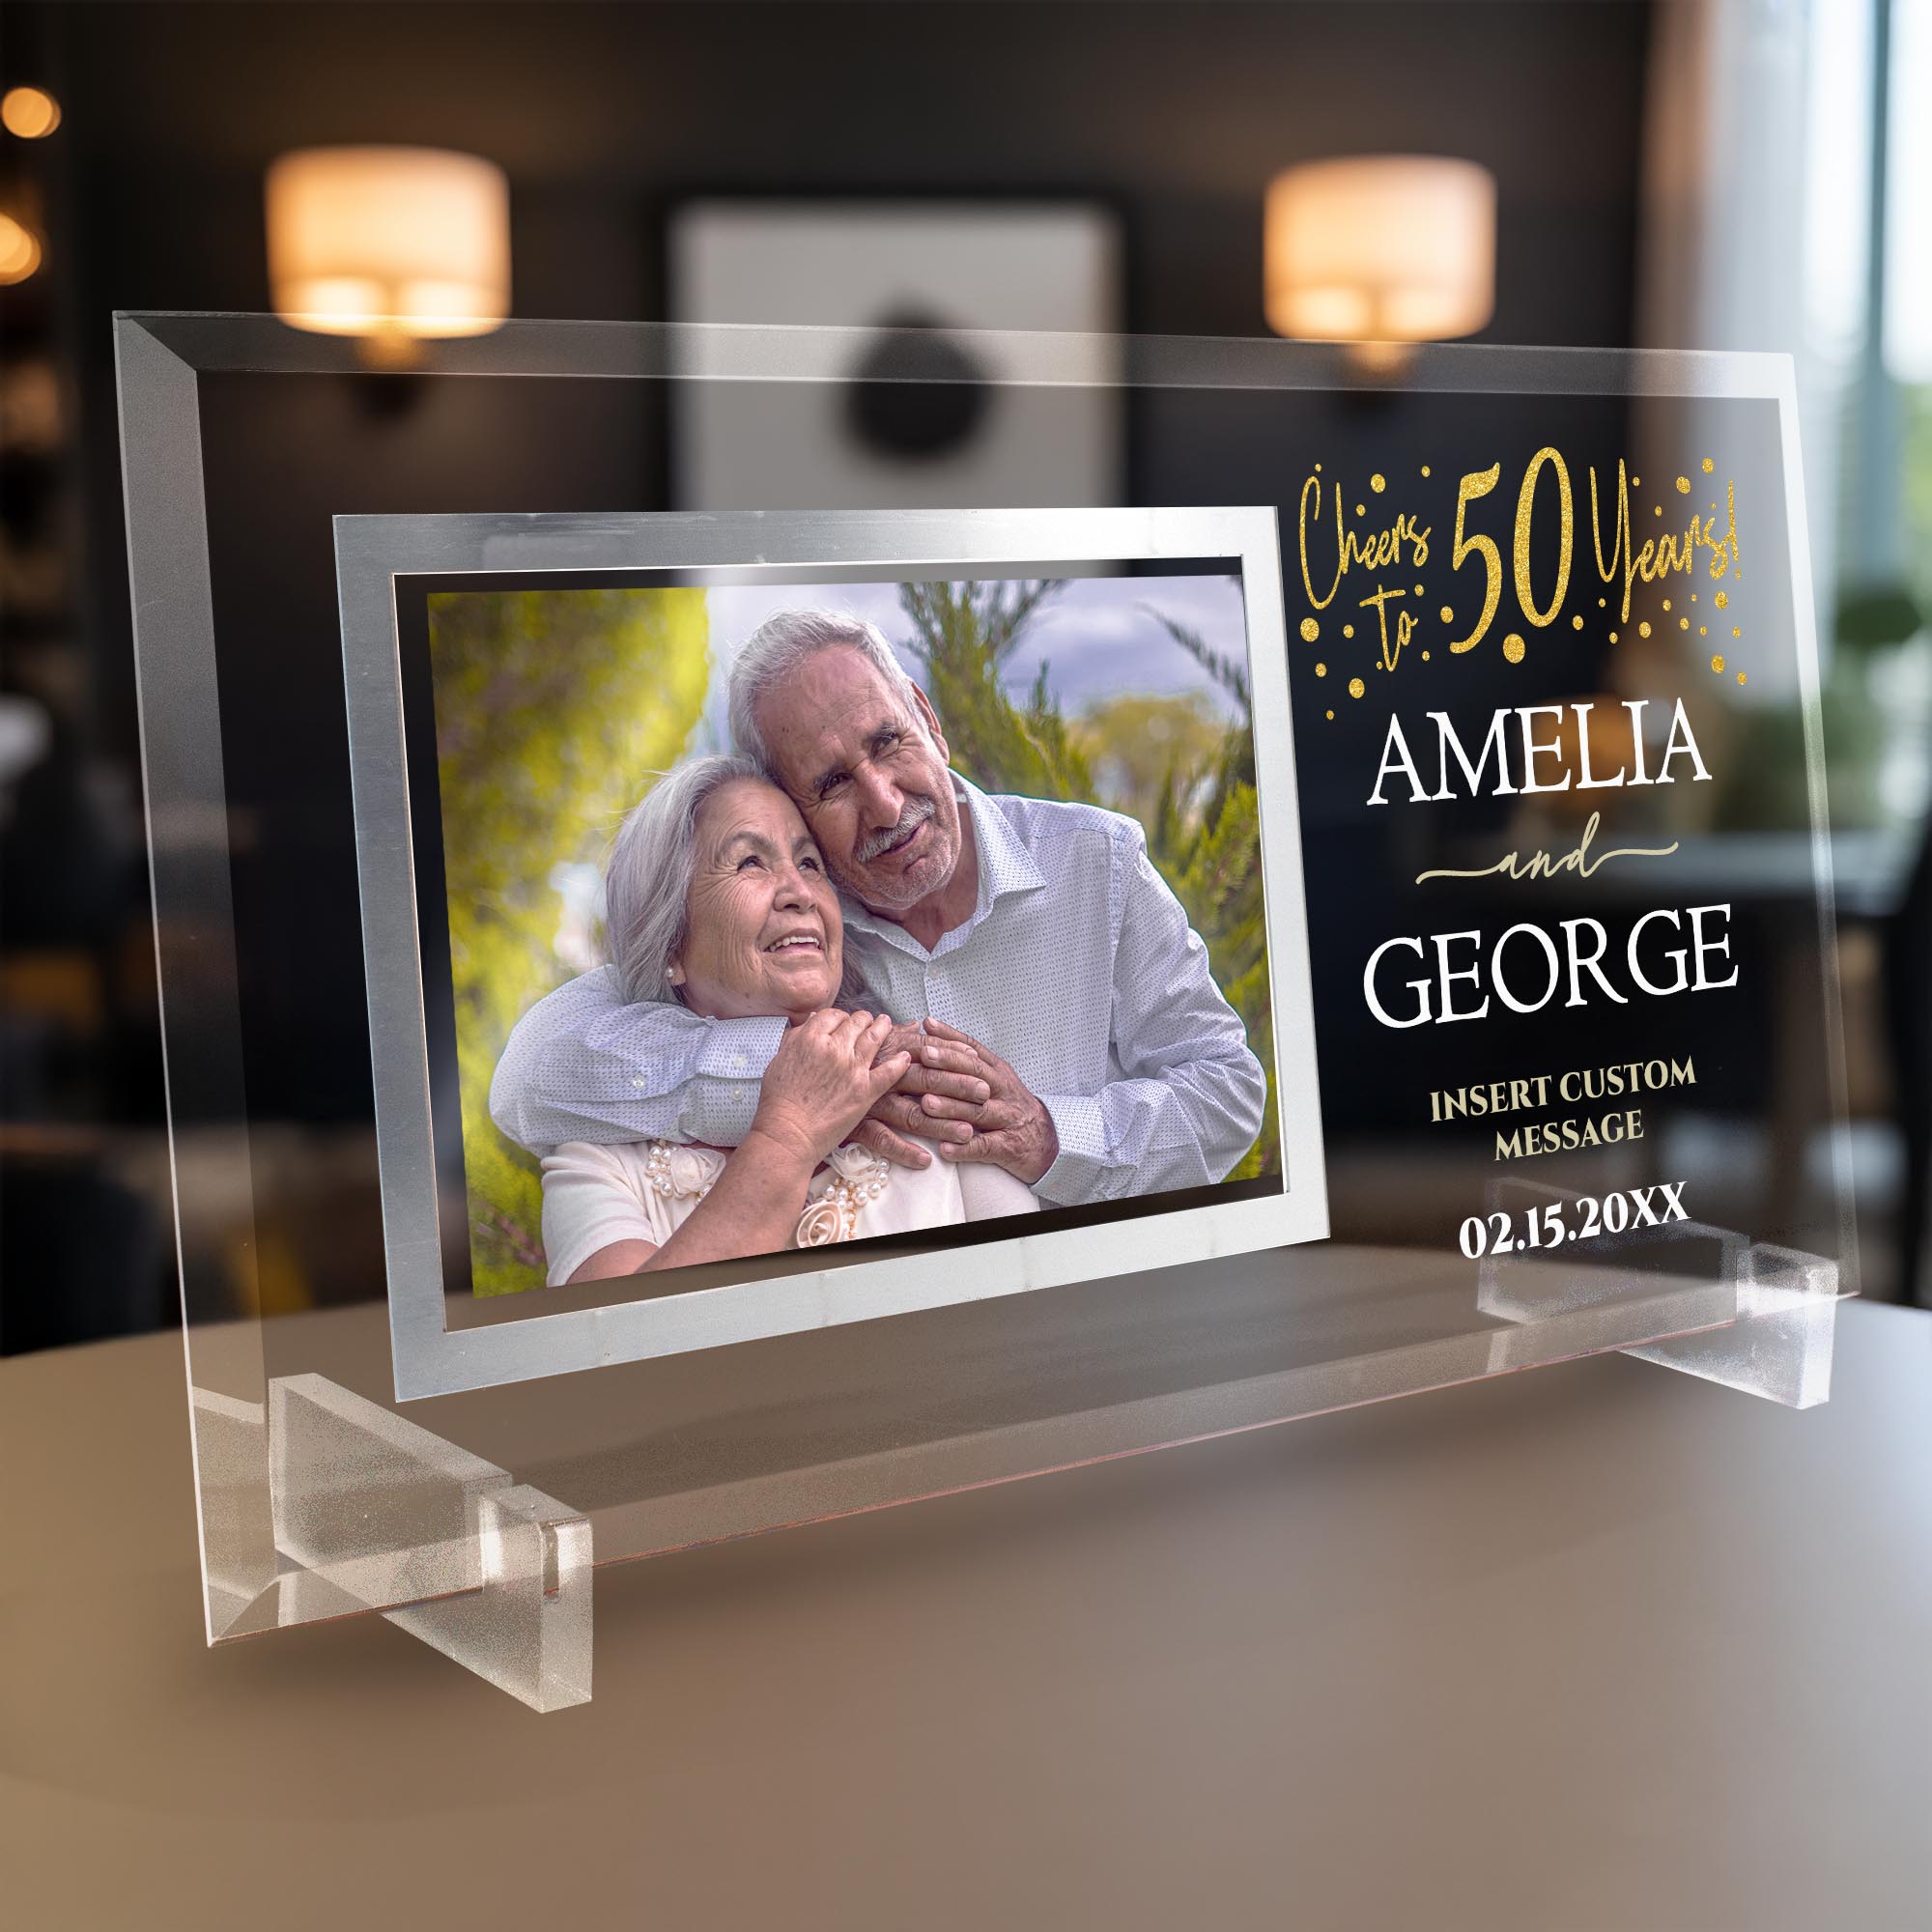 Cheers to 50 Years!
AMELIA
and
GEORGE
INSERT CUSTOM
MESSAGE
02.15.20XX